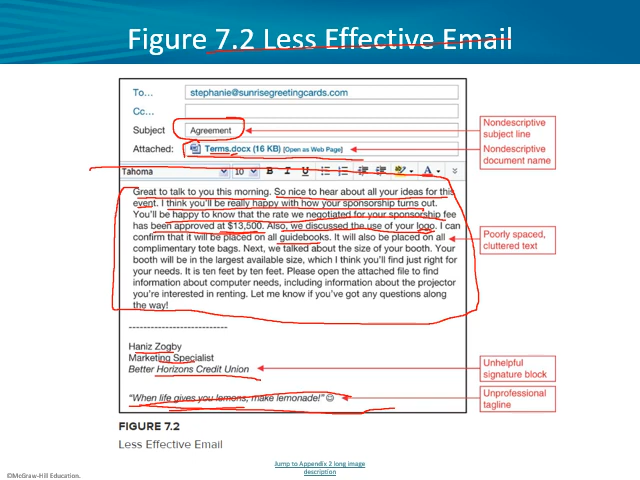 Figure 7.2 Less Effective Email
To...
stephanie@sunrisegreetingcards.com
Cc...
Subject
Agreement
Attached:
Terms.docx (16 KB) [Open as Web Page]
Tahoma
10
B I U
A
Great to talk to you this morning. So nice to hear about all your ideas for this
event. I think you'll be really happy with how your sponsorship turns out.
You'll be happy to know that the rate we negotiated for your sponsorship fee
has been approved at $13,500. Also, we discussed the use of your logo. I can
confirm that it will be placed on all guidebooks. It will also be placed on all
complimentary tote bags. Next, we talked about the size of your booth. Your
booth will be in the largest available size, which I think you'll find just right for
your needs. It is ten feet by ten feet. Please open the attached file to find
information about computer needs, including information about the projector
you're interested in renting. Let me know if you've got any questions along
the way!
---------------------------
Haniz Zogby
Marketing Specialist
Better Horizons Credit Union
"When life gives you lemons, make lemonade!"☺
Nondescriptive
subject line
Nondescriptive
document name
Poorly spaced,
cluttered text
Unhelpful
signature block
Unprofessional
tagline
FIGURE 7.2
Less Effective Email
Jump to Appendix 2 long image
description
©McGraw-Hill Education.